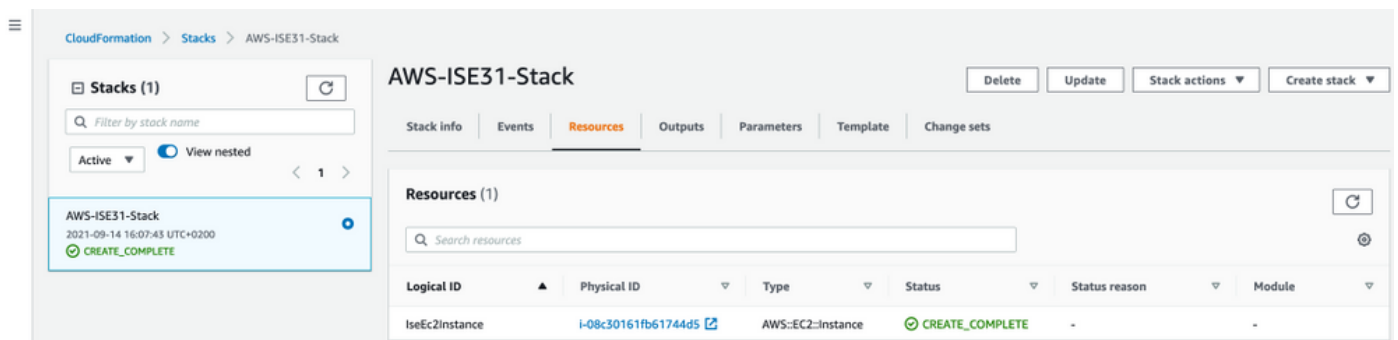 CloudFormation > Stacks > AWS-ISE31-Stack
Stacks (1)
Filter by stack name
Active
View nested
< 1 >
AWS-ISE31-Stack
2021-09-14 16:07:43 UTC+0200
CREATE_COMPLETE
AWS-ISE31-Stack
Delete Update Stack actions Create stack
Stack info Events Resources Outputs Parameters Template Change sets
Resources (1)
Search resources
Logical ID Physical ID Type Status Status reason Module
IseEc2Instance i-08c30161fb61744d5 AWS::EC2::Instance CREATE_COMPLETE - -